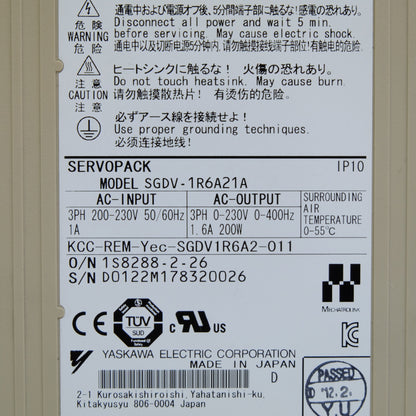 通電中および電源オフ後、5分間端子部に触るな!感電の恐れあり。
危険
WARNING
Disconnect all power and wait 5 min.
before servicing. May cause electric shock.
通电中以及切断电源5分钟内,请勿触摸接线端子部位!有触电的危险。
注意
CAUTION
注意
ヒートシンクに触るな! 火傷の恐れあり。
Do not touch heatsink. May cause burn.
请勿触摸散热片! 有烫伤的危险。
必ずアース線を接続せよ!
Use proper grounding techniques.
必须连接地线!
SERVOPACK IP10
MODEL SGDV-1R6A21A
AC-INPUT AC-OUTPUT SURROUNDING AIR TEMPERATURE 0-55℃
3PH 200-230V 50/60Hz 3PH 0-230V 0-400Hz
1A 1.6A 200W
KCC-REM-Yec-SGDV1R6A2-011
O/N 1S8288-2-26
S/N D0122M178320026
MECHATROLINK
TÜV
SÜD
Functional Safety
CE
c UL us
YASKAWA ELECTRIC CORPORATION
MADE IN JAPAN
D
2-1 Kurosakishiroishi, Yahatanishi-ku,
Kitakyusyu 806-0004 Japan
PASSED
D '12.2.